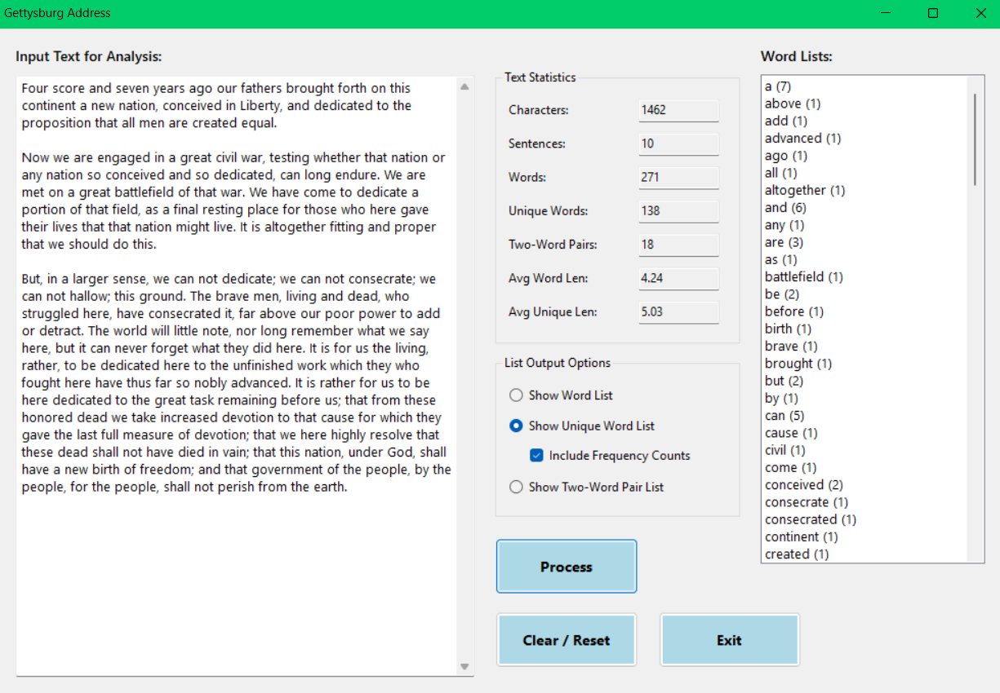 Gettysburg Address
Input Text for Analysis:
Four score and seven years ago our fathers brought forth on this
continent a new nation, conceived in Liberty, and dedicated to the
proposition that all men are created equal.
Now we are engaged in a great civil war, testing whether that nation or
any nation so conceived and so dedicated, can long endure. We are
met on a great battlefield of that war. We have come to dedicate a
portion of that field, as a final resting place for those who here gave
their lives that that nation might live. It is altogether fitting and proper
that we should do this.
But, in a larger sense, we can not dedicate; we can not consecrate; we
can not hallow; this ground. The brave men, living and dead, who
struggled here, have consecrated it, far above our poor power to add
or detract. The world will little note, nor long remember what we say
here, but it can never forget what they did here. It is for us the living,
rather, to be dedicated here to the unfinished work which they who
fought here have thus far so nobly advanced. It is rather for us to be
here dedicated to the great task remaining before us; that from these
honored dead we take increased devotion to that cause for which they
gave the last full measure of devotion; that we here highly resolve that
these dead shall not have died in vain; that this nation, under God, shall
have a new birth of freedom; and that government of the people, by the
people, for the people, shall not perish from the earth.
Text Statistics
Characters: 1462
Sentences: 10
Words: 271
Unique Words: 138
Two-Word Pairs: 18
Avg Word Len: 4.24
Avg Unique Len: 5.03
List Output Options
Show Word List
Show Unique Word List
Include Frequency Counts
Show Two-Word Pair List
Process
Clear / Reset
Exit
Word Lists:
a (7)
above (1)
add (1)
advanced (1)
ago (1)
all (1)
altogether (1)
and (6)
any (1)
are (3)
as (1)
battlefield (1)
be (2)
before (1)
birth (1)
brave (1)
brought (1)
but (2)
by (1)
can (5)
cause (1)
civil (1)
come (1)
conceived (2)
consecrate (1)
consecrated (1)
continent (1)
created (1)